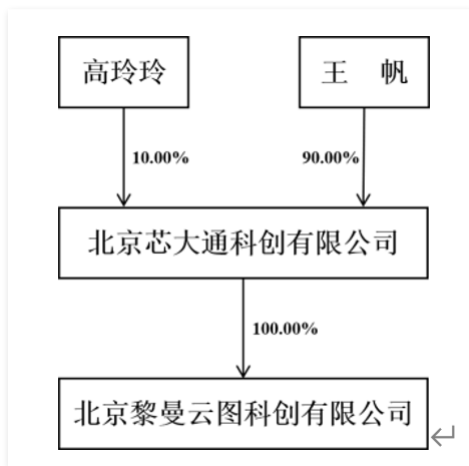 高玲玲
王 帆
10.00%
90.00%
北京芯大通科创有限公司
100.00%
北京黎曼云图科创有限公司